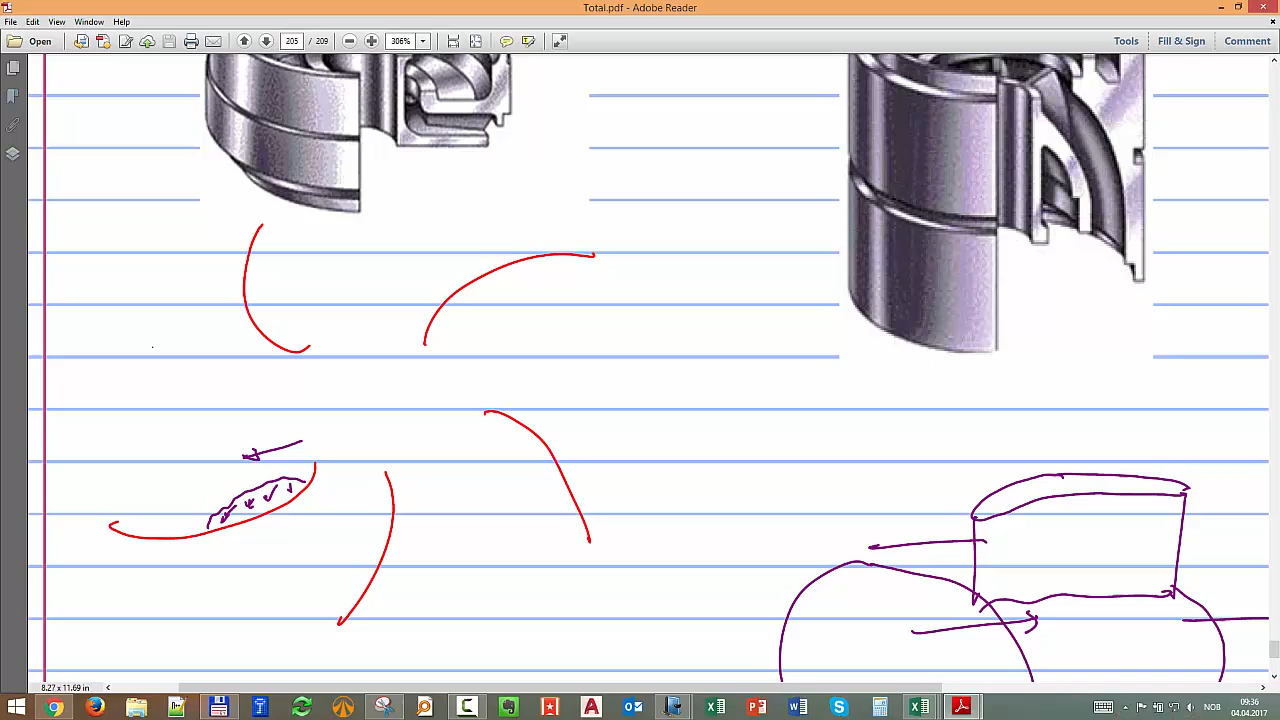 Total.pdf - Adobe Reader
File Edit View Window Help
Open 205 / 209 306% Tools Fill & Sign Comment
8.27 x 11.69 in
NOB
09:36
04.04.2017